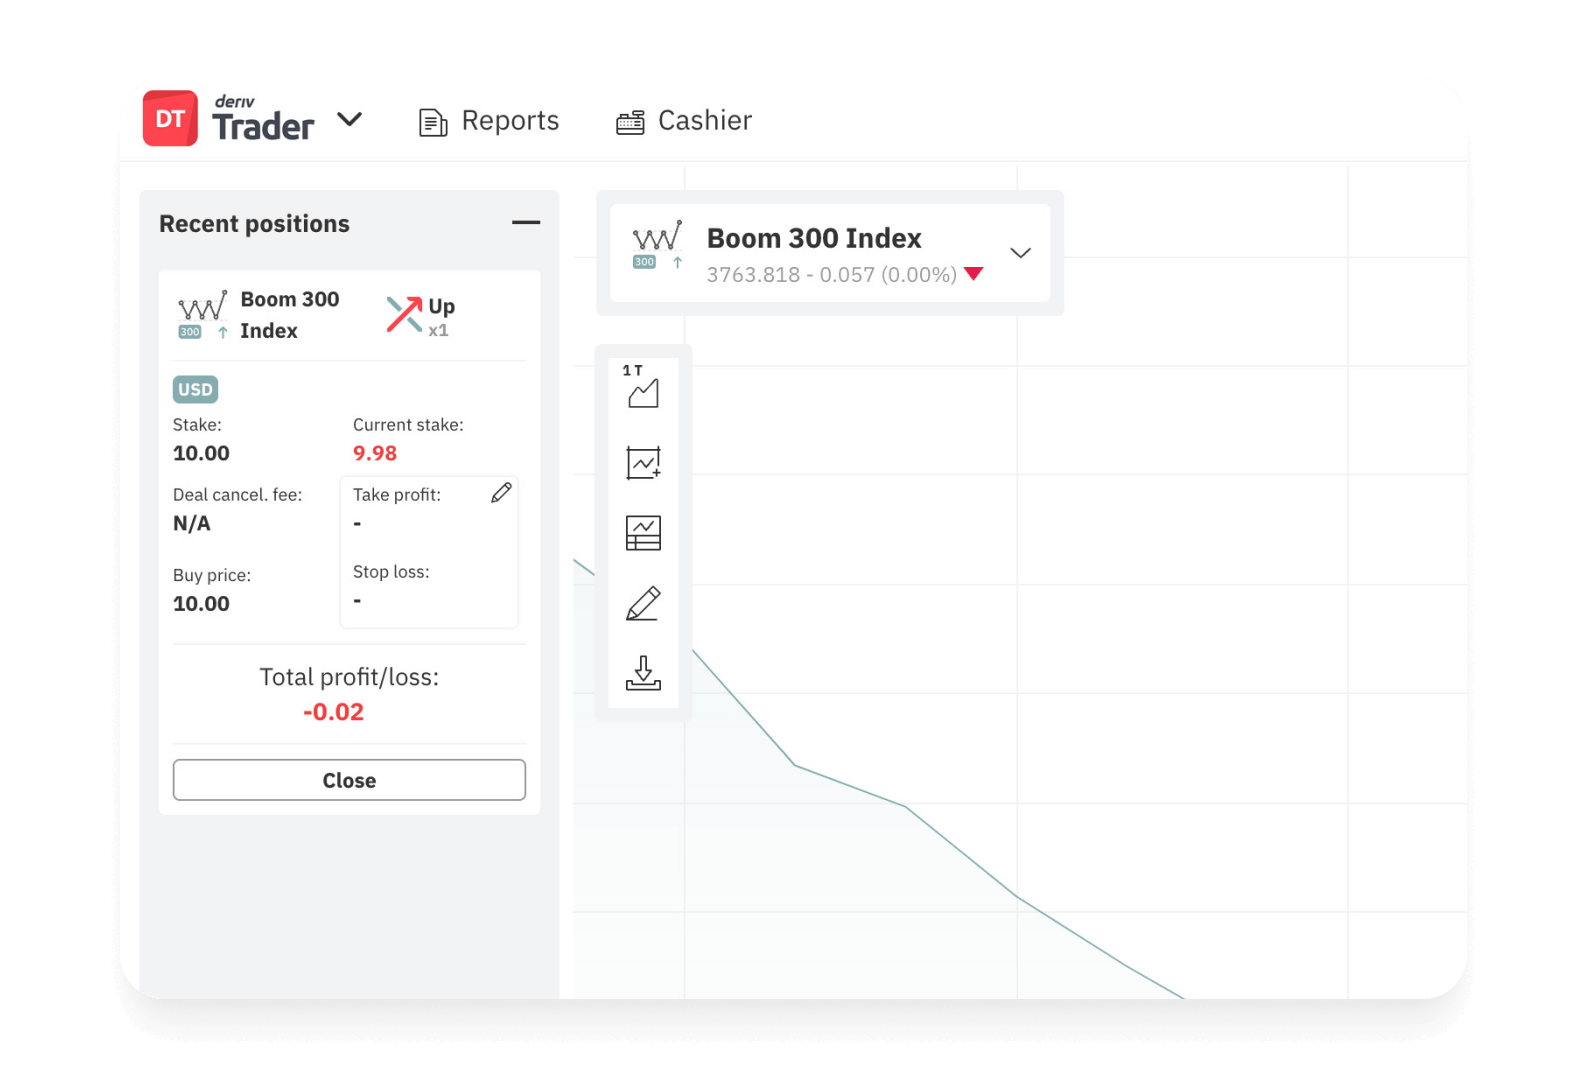 DT
deriv
Trader
Reports
Cashier
Recent positions
Boom 300
Index
300
Up
x1
USD
Stake:
10.00
Current stake:
9.98
Deal cancel. fee:
N/A
Take profit:
-
Buy price:
10.00
Stop loss:
-
Total profit/loss:
-0.02
Close
Boom 300 Index
300
3763.818 - 0.057 (0.00%)
1 T